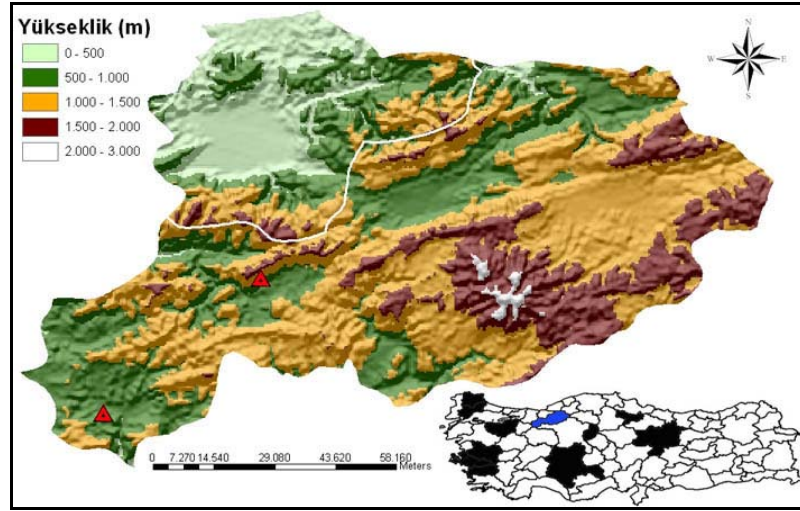 Yükseklik (m)
0 - 500
500 - 1.000
1.000 - 1.500
1.500 - 2.000
2.000 - 3.000
N
W E
S
0 7.270 14.540 29.080 43.620 58.160
Meters